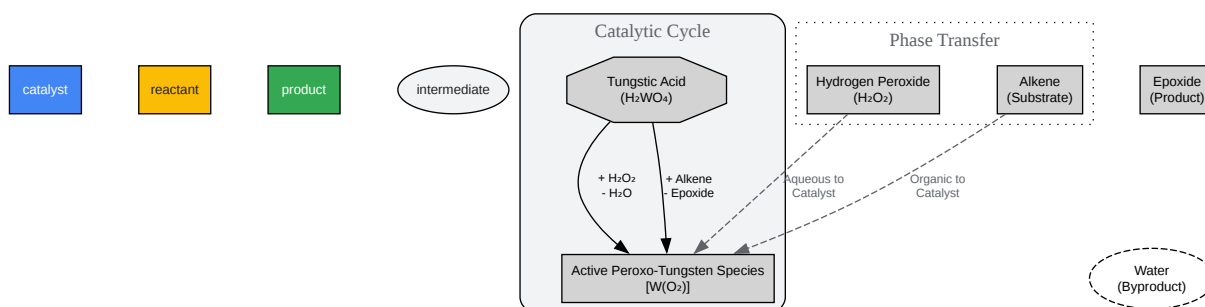 catalyst
reactant
product
intermediate
Catalytic Cycle
Tungstic Acid
(H₂WO₄)
+ H₂O₂
- H₂O
+ Alkene
- Epoxide
Active Peroxo-Tungsten Species
[W(O₂)]
Phase Transfer
Hydrogen Peroxide
(H₂O₂)
Alkene
(Substrate)
Aqueous to
Catalyst
Organic to
Catalyst
Epoxide
(Product)
Water
(Byproduct)